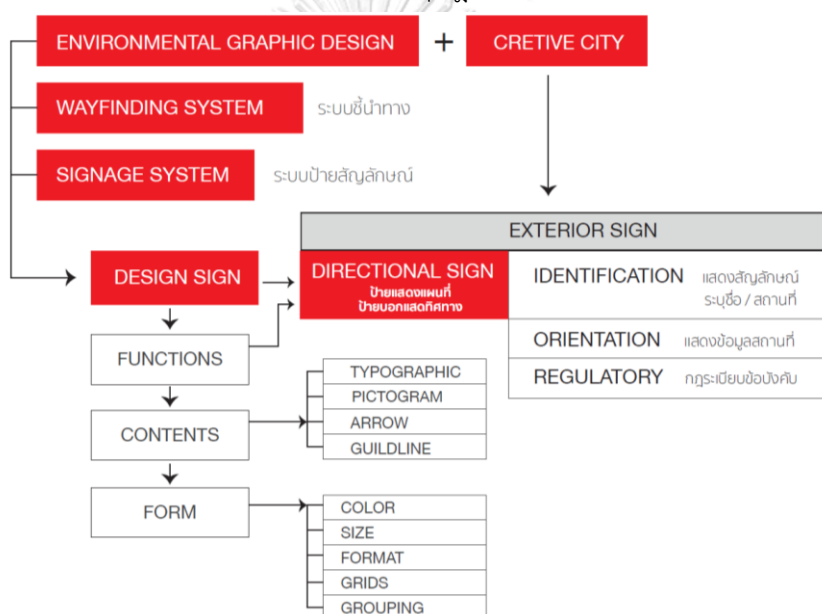 ENVIRONMENTAL GRAPHIC DESIGN + CRETIVE CITY
WAYFINDING SYSTEM ระบบชี้นำทาง
SIGNAGE SYSTEM ระบบป้ายสัญลักษณ์
EXTERIOR SIGN
DESIGN SIGN
DIRECTIONAL SIGN
ป้ายแสดงแผนที่
ป้ายบอกแสดทิศทาง
IDENTIFICATION แสดงสัญลักษณ์
ระบุชื่อ / สถานที่
ORIENTATION แสดงข้อมูลสถานที่
REGULATORY กฎระเบียบข้อบังคับ
FUNCTIONS
CONTENTS
TYPOGRAPHIC
PICTOGRAM
ARROW
GUILDLINE
FORM
COLOR
SIZE
FORMAT
GRIDS
GROUPING